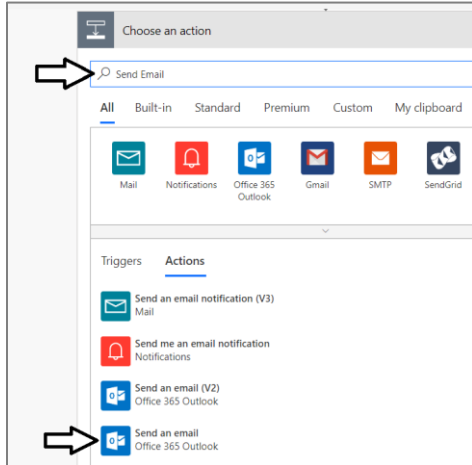 Choose an action
Send Email
All Built-in Standard Premium Custom My clipboard
Mail Notifications Office 365 Outlook Gmail SMTP SendGrid
Triggers Actions
Send an email notification (V3)
Mail
Send me an email notification
Notifications
Send an email (V2)
Office 365 Outlook
Send an email
Office 365 Outlook